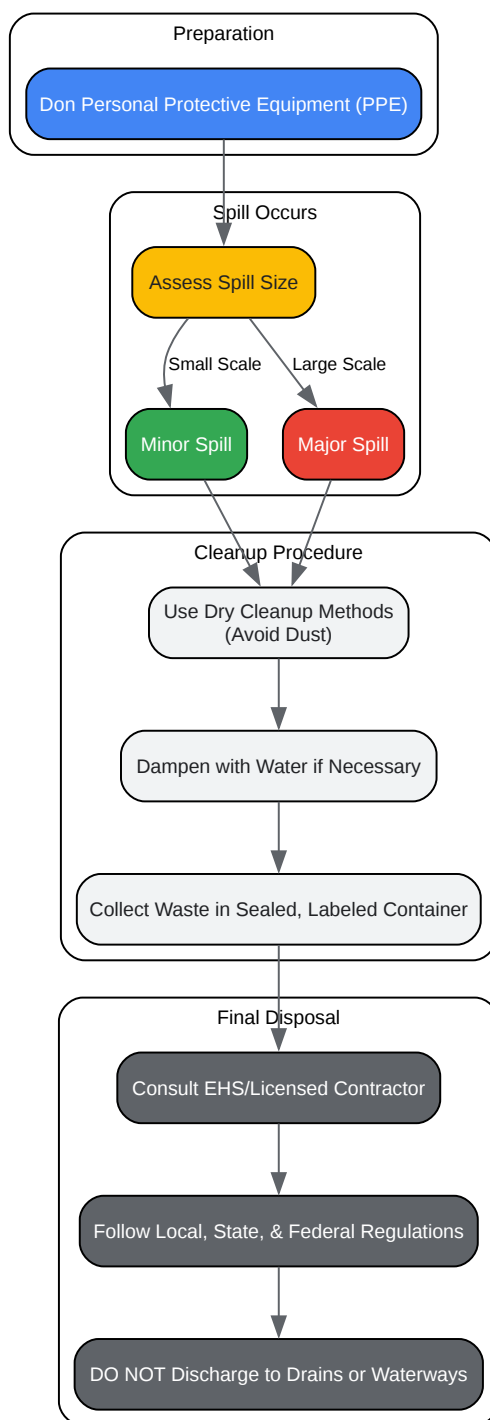 Preparation
Don Personal Protective Equipment (PPE)
Spill Occurs
Assess Spill Size
Small Scale
Large Scale
Minor Spill
Major Spill
Cleanup Procedure
Use Dry Cleanup Methods
(Avoid Dust)
Dampen with Water if Necessary
Collect Waste in Sealed, Labeled Container
Final Disposal
Consult EHS/Licensed Contractor
Follow Local, State, & Federal Regulations
DO NOT Discharge to Drains or Waterways